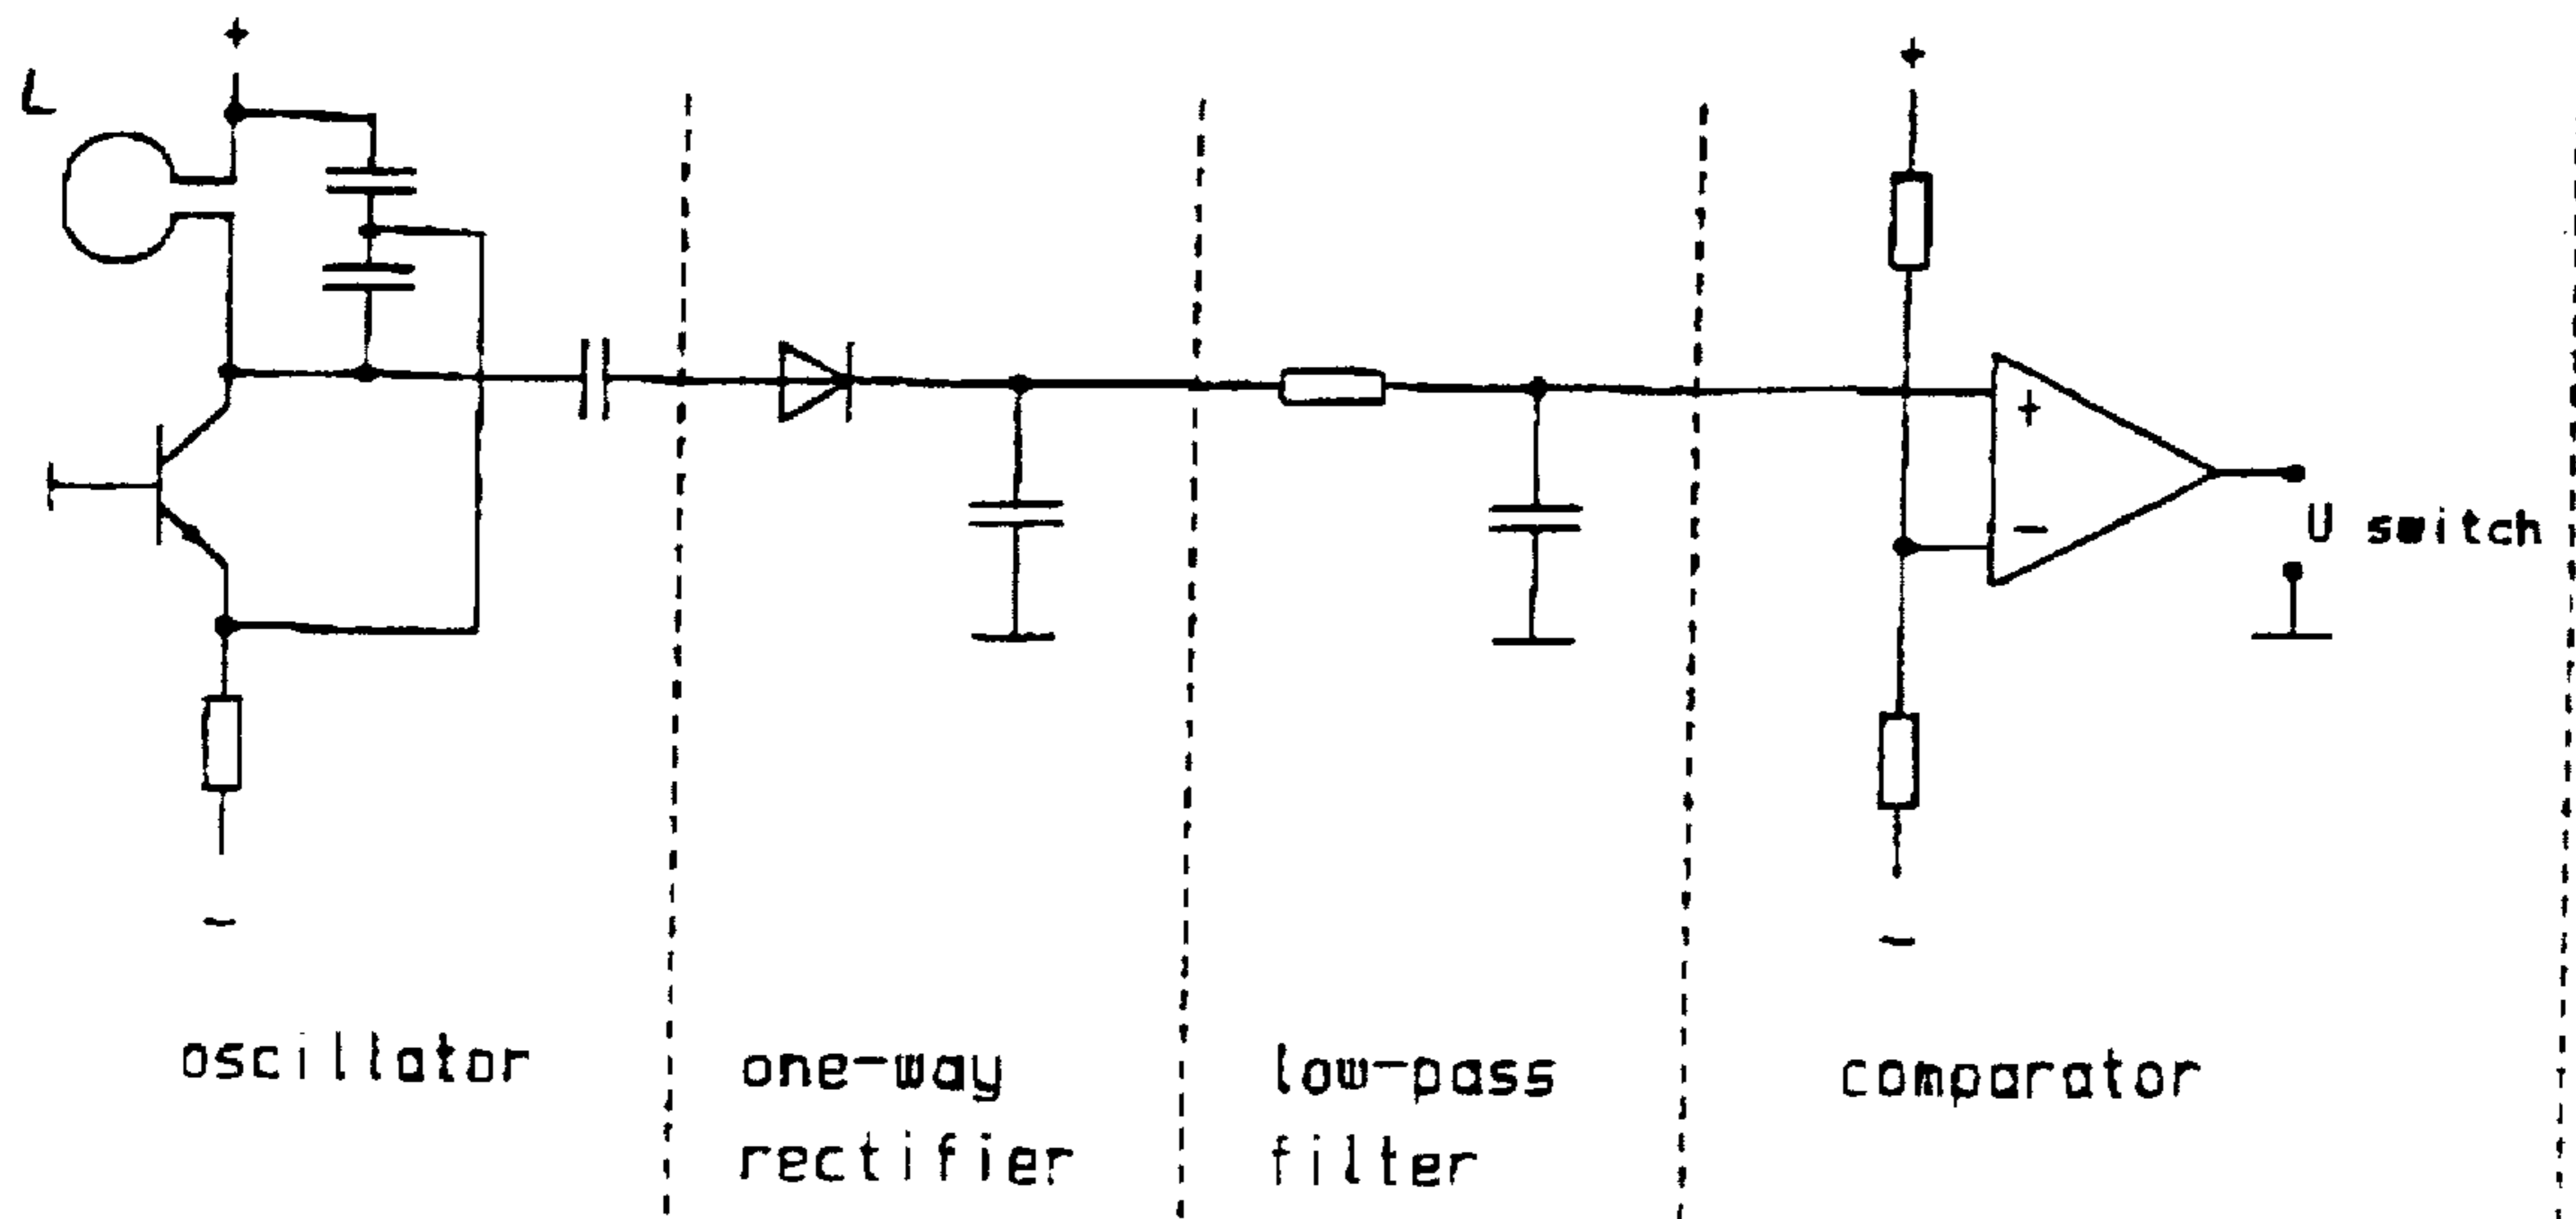 +
L
+
+
-
U switch
-
-
oscillator
one-way
rectifier
low-pass
filter
comparator